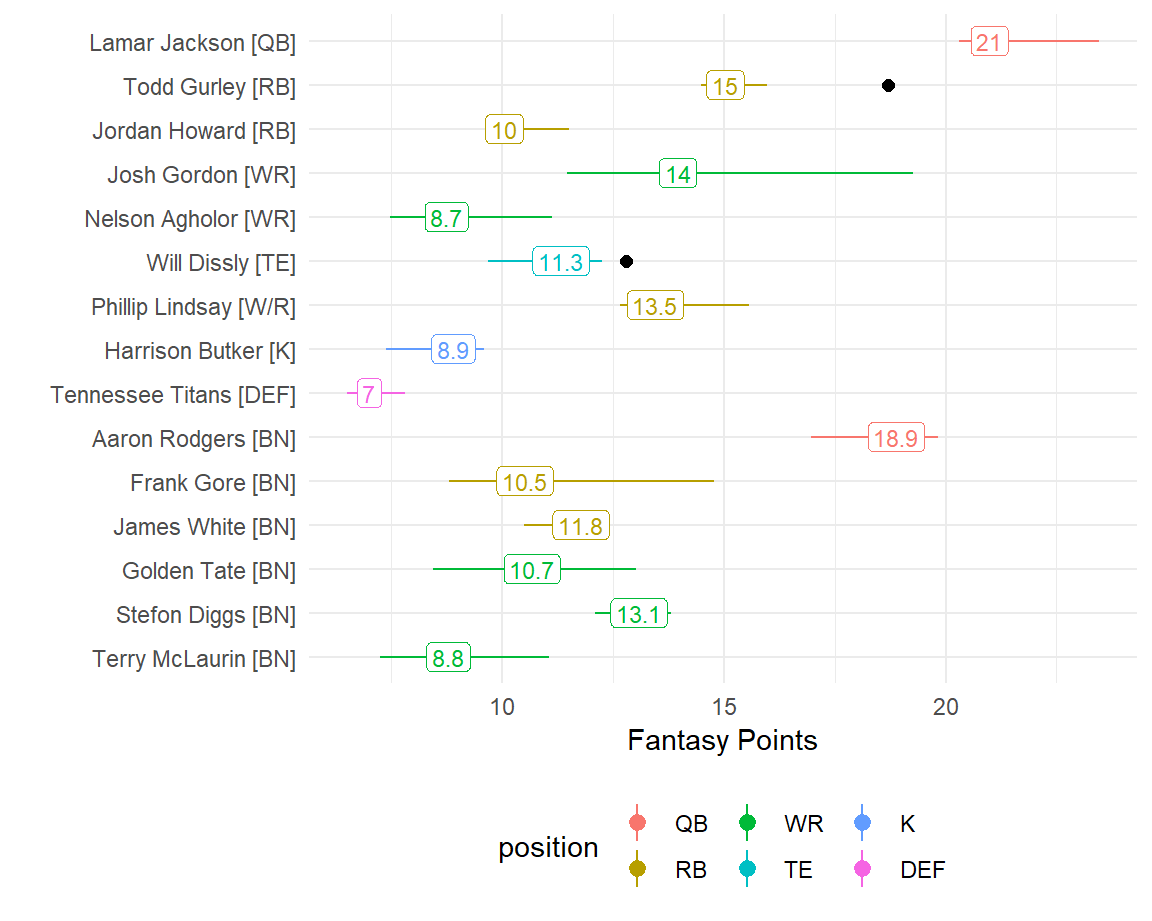 Lamar Jackson [QB] 21
Todd Gurley [RB] 15
Jordan Howard [RB] 10
Josh Gordon [WR] 14
Nelson Agholor [WR] 8.7
Will Dissly [TE] 11.3
Phillip Lindsay [W/R] 13.5
Harrison Butker [K] 8.9
Tennessee Titans [DEF] 7
Aaron Rodgers [BN] 18.9
Frank Gore [BN] 10.5
James White [BN] 11.8
Golden Tate [BN] 10.7
Stefon Diggs [BN] 13.1
Terry McLaurin [BN] 8.8
10 15 20
Fantasy Points
position
QB WR K
RB TE DEF